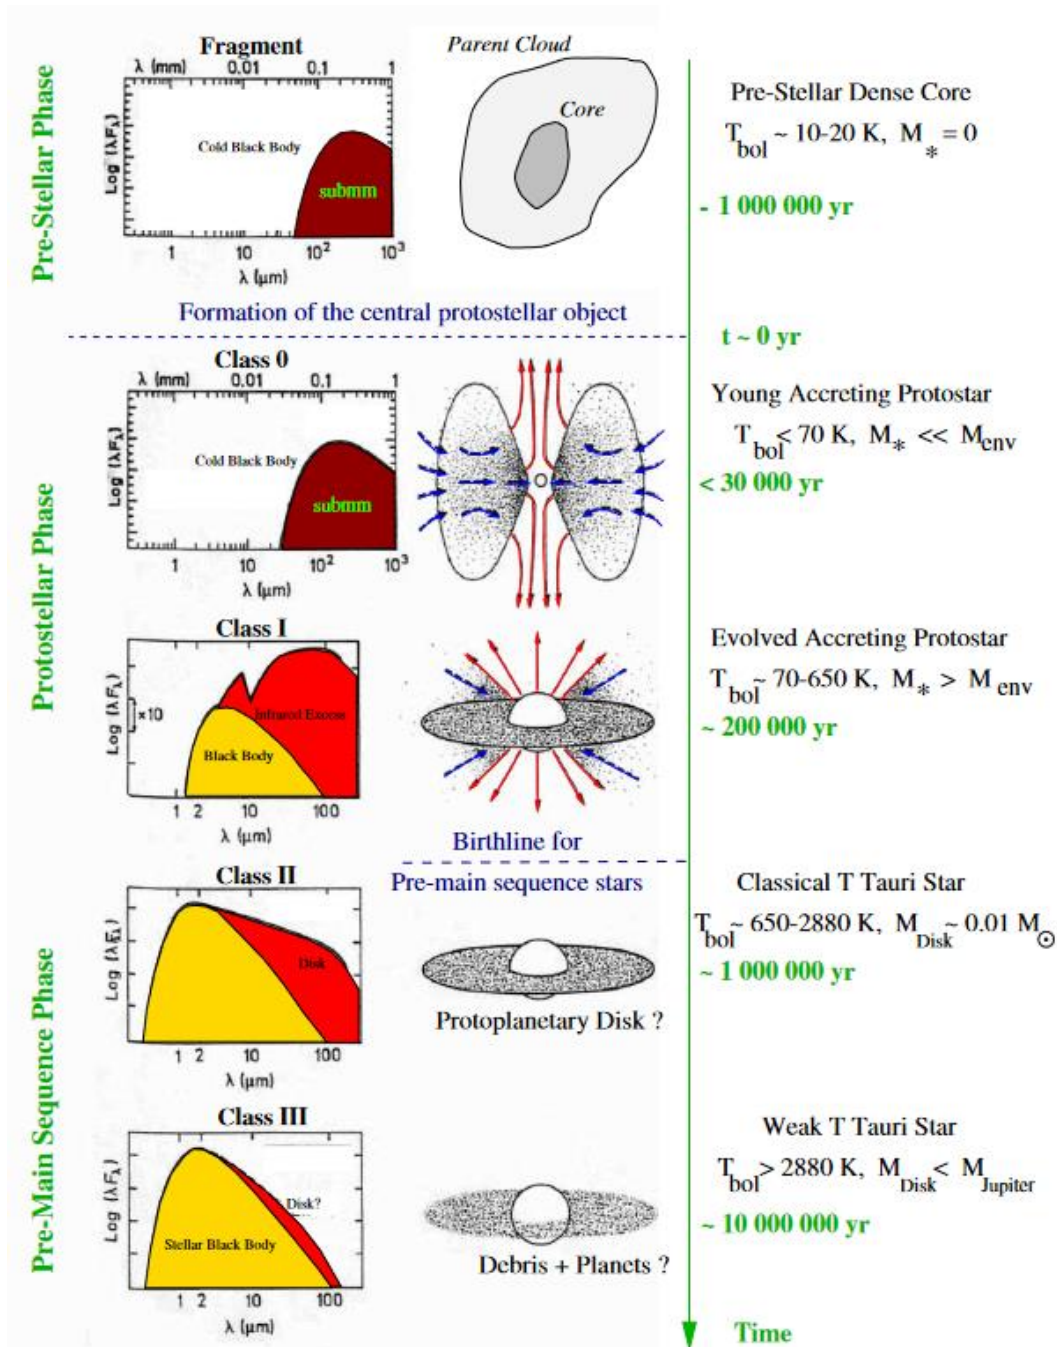 Pre-Stellar Phase
Fragment
λ (mm) 0.01 0.1 1
Log (λFλ)
Cold Black Body
submm
1 10² 10³
λ (μm)
Parent Cloud
Core
Pre-Stellar Dense Core
T_bol ~ 10-20 K, M_* = 0
- 1 000 000 yr
Formation of the central protostellar object
t ~ 0 yr
Protostellar Phase
Class 0
λ (mm) 0.01 0.1 1
Log (λFλ)
Cold Black Body
submm
1 10² 10³
λ (μm)
Young Accreting Protostar
T_bol < 70 K, M_* << M_env
< 30 000 yr
Class I
Log (λFλ)
×10
Infrared Excess
Black Body
1 2 10 100
λ (μm)
Evolved Accreting Protostar
T_bol ~ 70-650 K, M_* > M_env
~ 200 000 yr
Birthline for
Pre-main sequence stars
Pre-Main Sequence Phase
Class II
Log (λFλ)
Disk
1 2 10 100
λ (μm)
Protoplanetary Disk ?
Classical T Tauri Star
T_bol ~ 650-2880 K, M_Disk ~ 0.01 M_⊙
~ 1 000 000 yr
Class III
Log (λFλ)
Disk?
Stellar Black Body
1 2 10 100
λ (μm)
Debris + Planets ?
Weak T Tauri Star
T_bol > 2880 K, M_Disk < M_Jupiter
~ 10 000 000 yr
Time